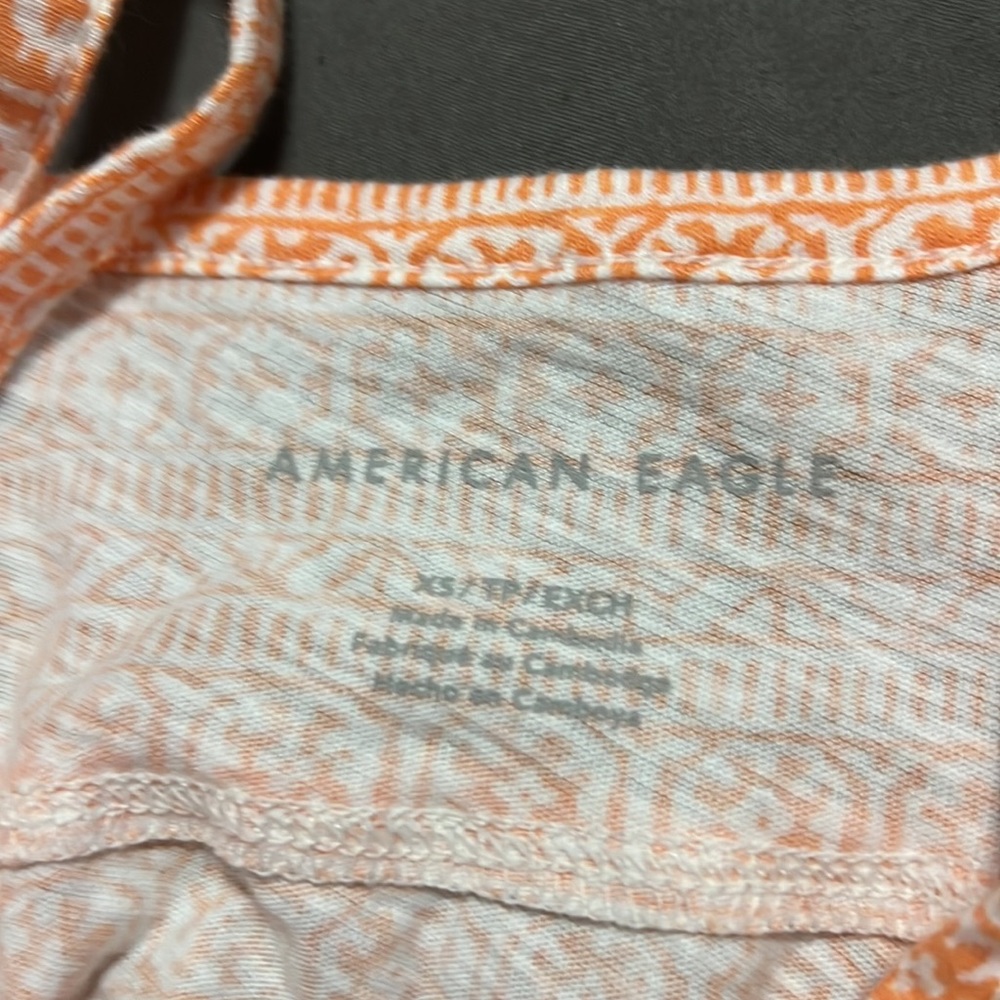 AMERICAN EAGLE
XS/TP/EXCH
Made in Cambodia
Fabriqué au Cambodge
Hecho en Camboya